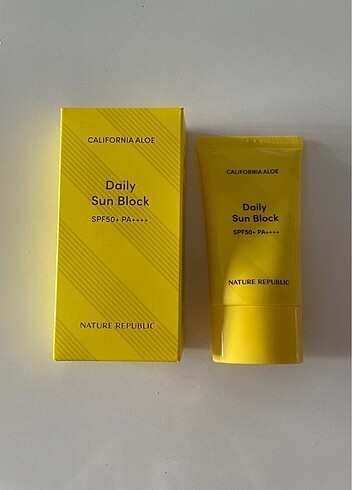 CALIFORNIA ALOE
Daily
Sun Block
SPF50+ PA++++
NATURE REPUBLIC
CALIFORNIA ALOE
Daily
Sun Block
SPF50+ PA++++
NATURE REPUBLIC